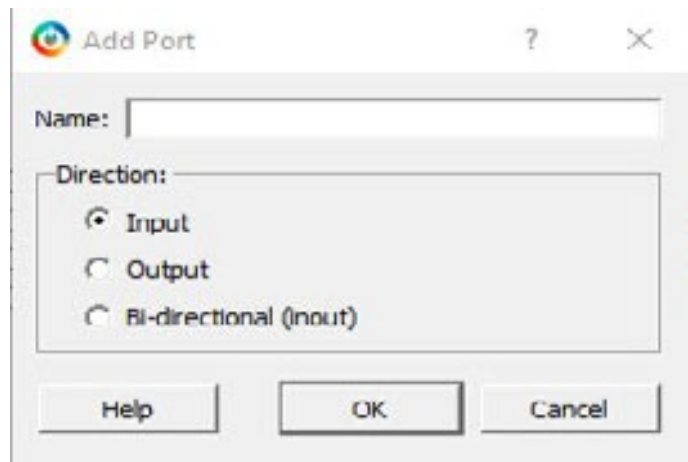 Add Port ? ×
Name:
Direction:
Input
Output
Bi-directional (inout)
Help OK Cancel